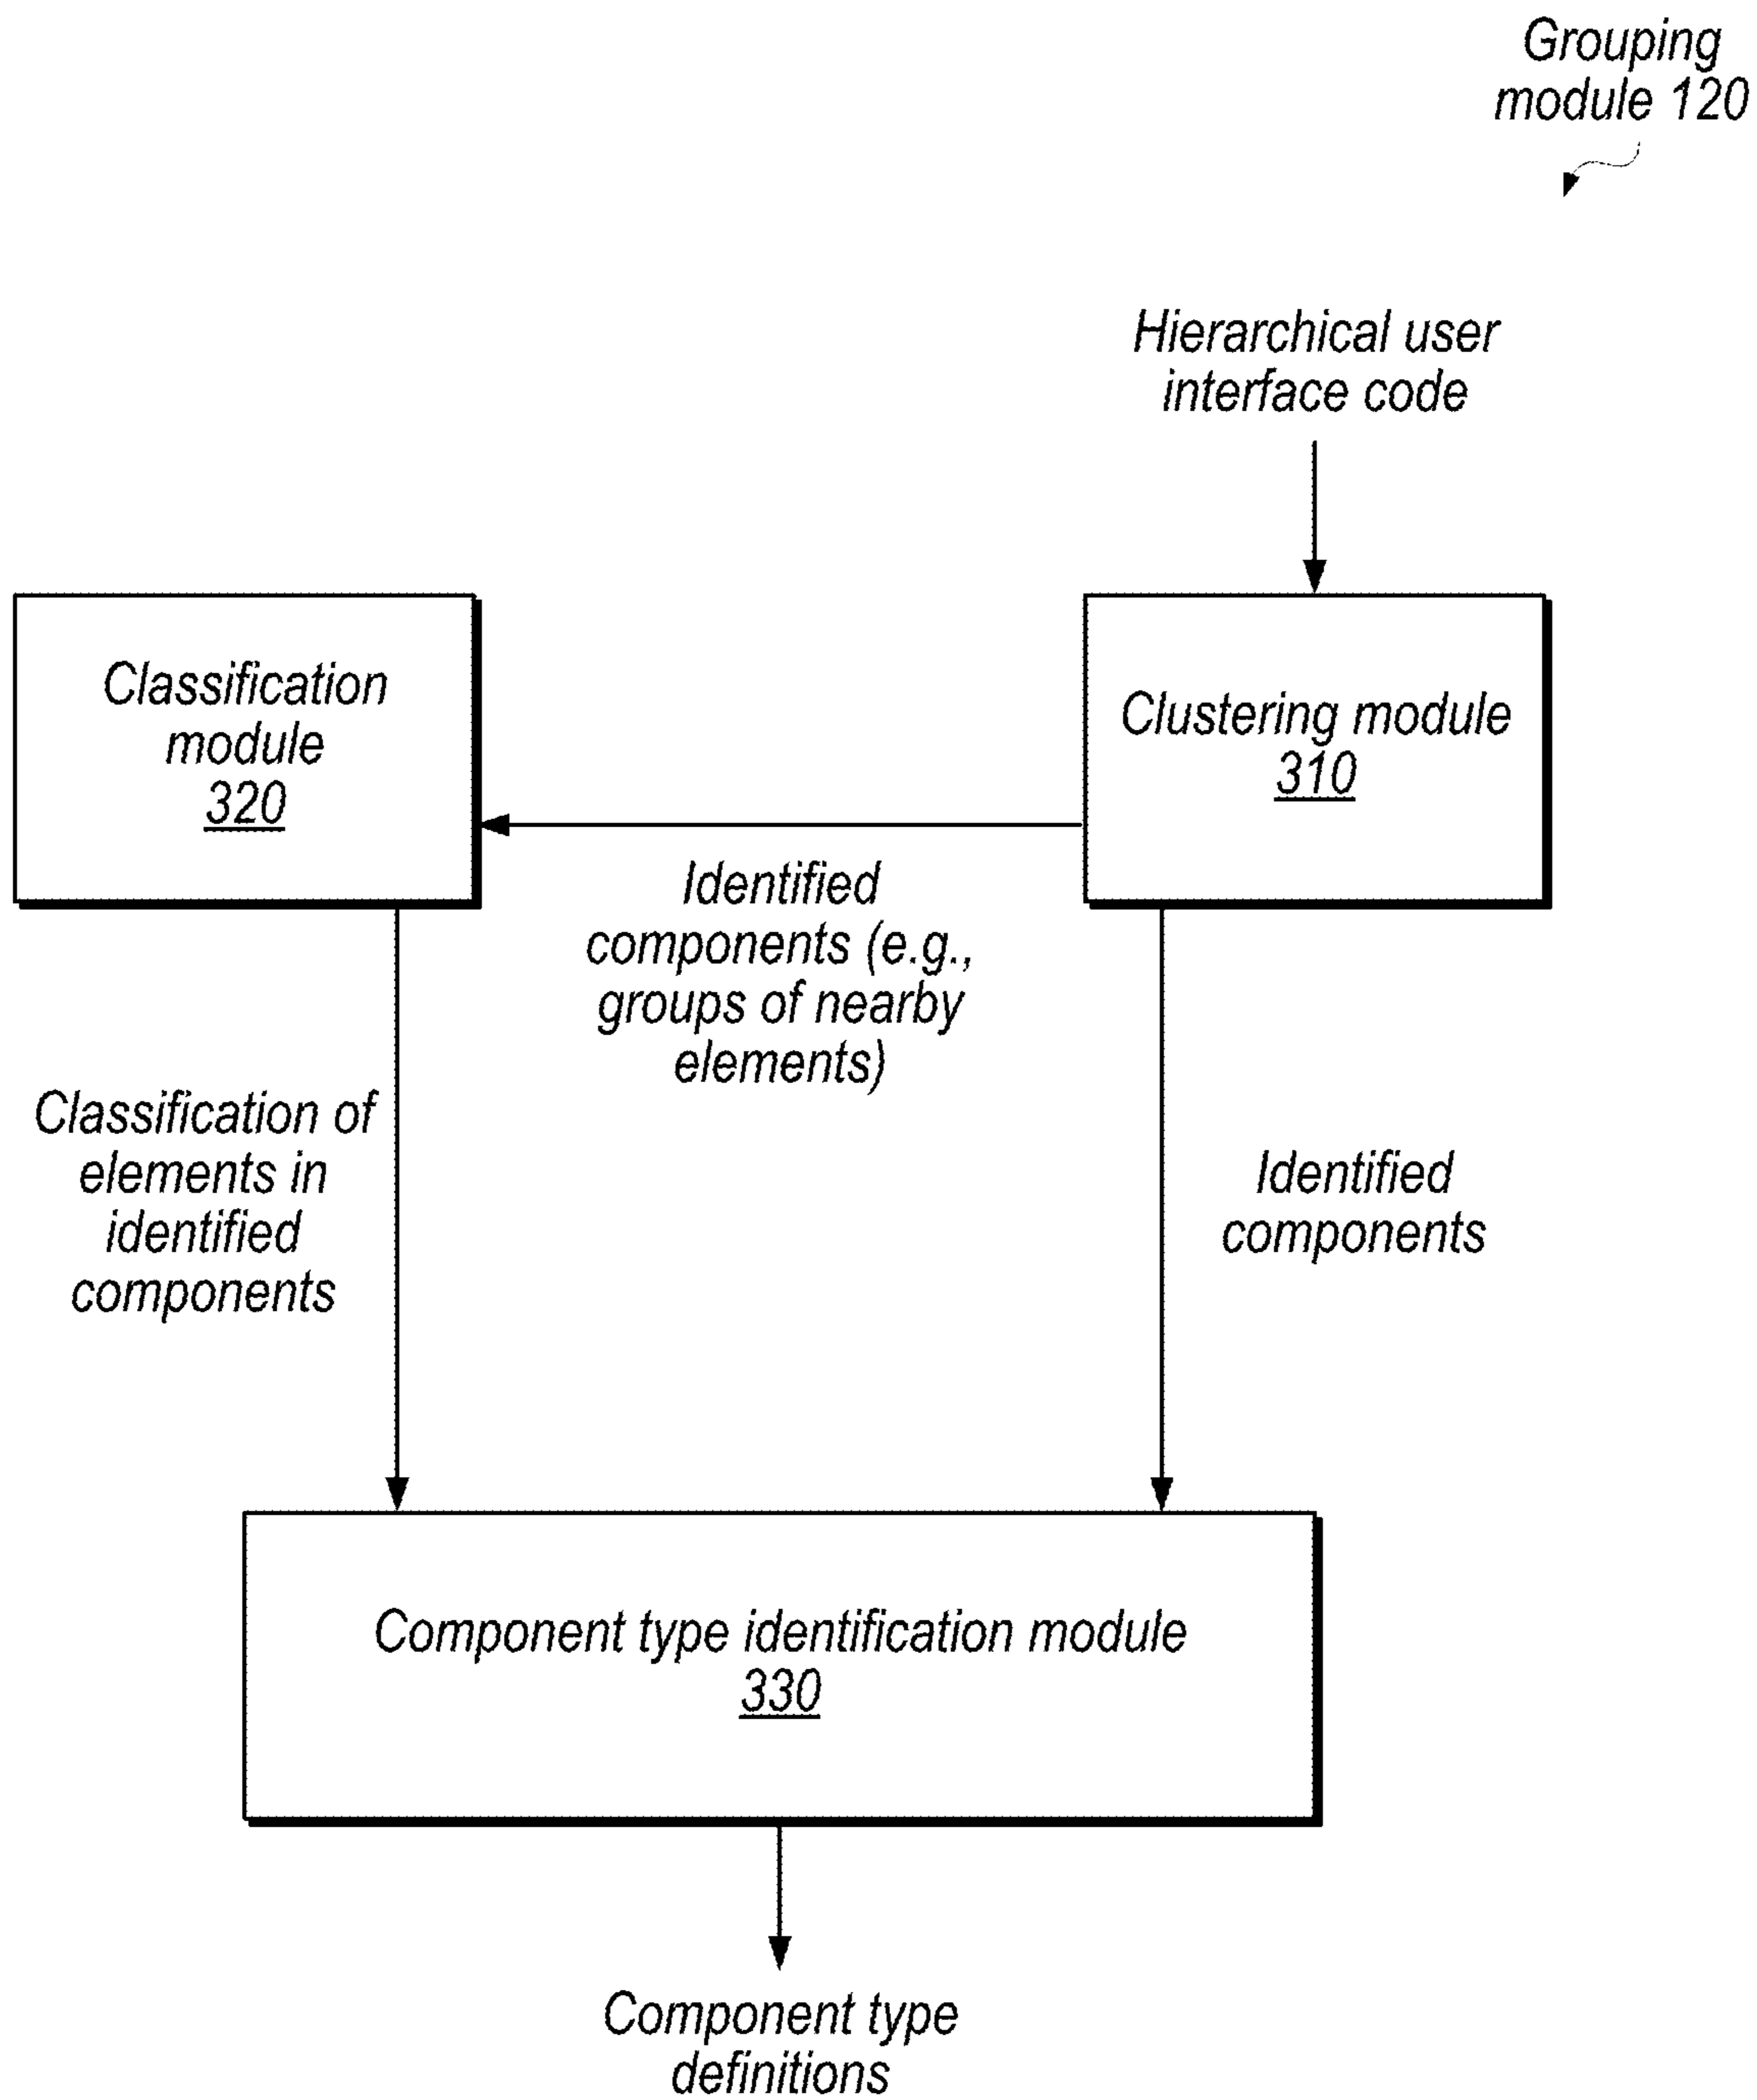 Grouping
module 120
Hierarchical user
interface code
Classification
module
320
Clustering module
310
Identified
components (e.g.,
groups of nearby
elements)
Classification of
elements in
identified
components
Identified
components
Component type identification module
330
Component type
definitions